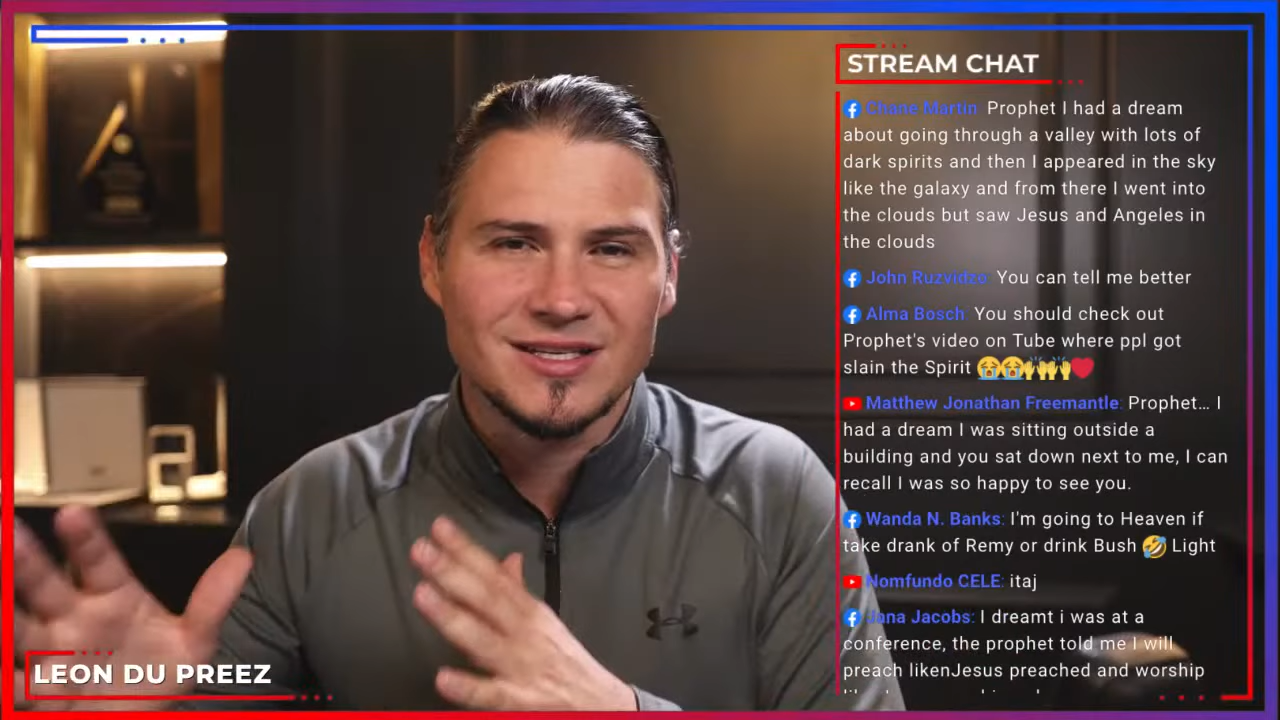 STREAM CHAT
Chane Martin: Prophet I had a dream
about going through a valley with lots of
dark spirits and then I appeared in the sky
like the galaxy and from there I went into
the clouds but saw Jesus and Angeles in
the clouds
John Ruzvidzo: You can tell me better
Alma Bosch: You should check out
Prophet's video on Tube where ppl got
slain the Spirit 😭😭🙌🙌❤️
Matthew Jonathan Freemantle: Prophet… I
had a dream I was sitting outside a
building and you sat down next to me, I can
recall I was so happy to see you.
Wanda N. Banks: I'm going to Heaven if
take drank of Remy or drink Bush 🤣 Light
Nomfundo CELE: itaj
Jana Jacobs: I dreamt i was at a
conference, the prophet told me I will
preach likenJesus preached and worship
LEON DU PREEZ